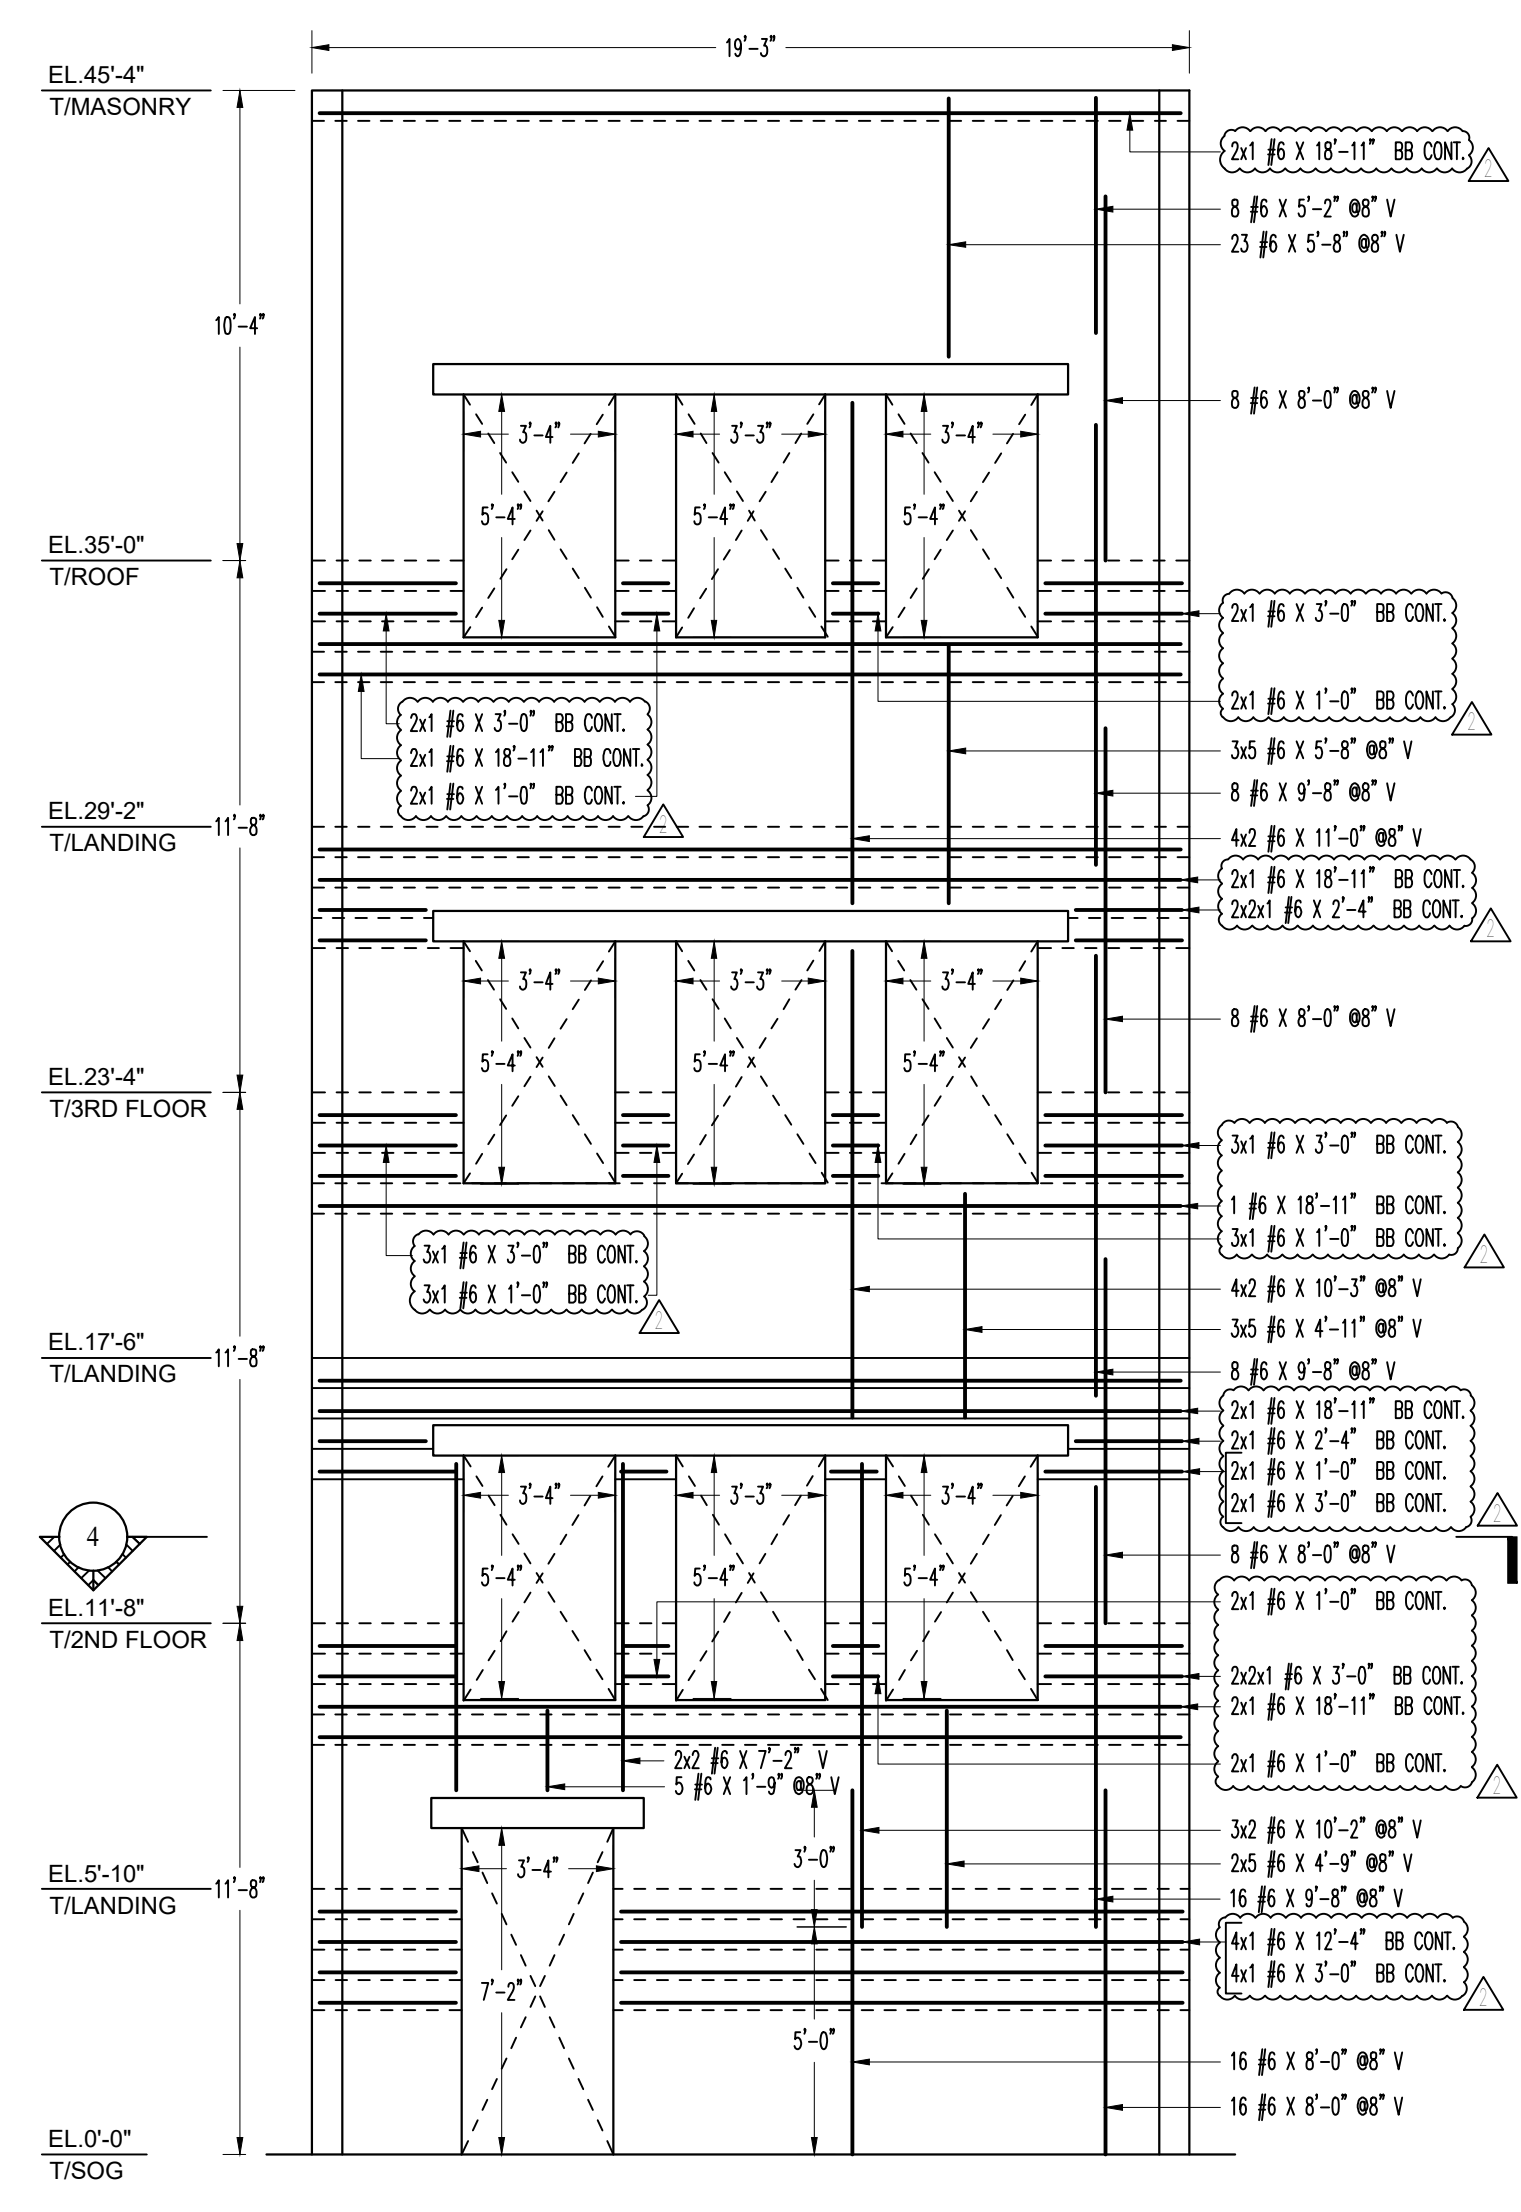 19'-3"
EL.45'-4"
T/MASONRY
2x1 #6 X 18'-11" BB CONT.
2
8 #6 X 5'-2" @8" V
23 #6 X 5'-8" @8" V
10'-4"
8 #6 X 8'-0" @8" V
3'-4"
3'-3"
3'-4"
5'-4"
5'-4"
5'-4"
EL.35'-0"
T/ROOF
2x1 #6 X 3'-0" BB CONT.
2x1 #6 X 1'-0" BB CONT.
2
2x1 #6 X 3'-0" BB CONT.
2x1 #6 X 18'-11" BB CONT.
2x1 #6 X 1'-0" BB CONT.
2
3x5 #6 X 5'-8" @8" V
8 #6 X 9'-8" @8" V
EL.29'-2"
T/LANDING
11'-8"
4x2 #6 X 11'-0" @8" V
2x1 #6 X 18'-11" BB CONT.
2x2x1 #6 X 2'-4" BB CONT.
2
3'-4"
3'-3"
3'-4"
8 #6 X 8'-0" @8" V
5'-4"
5'-4"
5'-4"
EL.23'-4"
T/3RD FLOOR
3x1 #6 X 3'-0" BB CONT.
1 #6 X 18'-11" BB CONT.
3x1 #6 X 1'-0" BB CONT.
2
3x1 #6 X 3'-0" BB CONT.
3x1 #6 X 1'-0" BB CONT.
2
4x2 #6 X 10'-3" @8" V
3x5 #6 X 4'-11" @8" V
EL.17'-6"
T/LANDING
11'-8"
8 #6 X 9'-8" @8" V
2x1 #6 X 18'-11" BB CONT.
2x1 #6 X 2'-4" BB CONT.
2x1 #6 X 1'-0" BB CONT.
2x1 #6 X 3'-0" BB CONT.
2
3'-4"
3'-3"
3'-4"
4
8 #6 X 8'-0" @8" V
5'-4"
5'-4"
5'-4"
EL.11'-8"
T/2ND FLOOR
2x1 #6 X 1'-0" BB CONT.
2x2x1 #6 X 3'-0" BB CONT.
2x1 #6 X 18'-11" BB CONT.
2x1 #6 X 1'-0" BB CONT.
2
2x2 #6 X 7'-2" V
5 #6 X 1'-9" @8" V
3x2 #6 X 10'-2" @8" V
3'-0"
2x5 #6 X 4'-9" @8" V
3'-4"
EL.5'-10"
T/LANDING
11'-8"
16 #6 X 9'-8" @8" V
4x1 #6 X 12'-4" BB CONT.
4x1 #6 X 3'-0" BB CONT.
2
7'-2"
5'-0"
16 #6 X 8'-0" @8" V
16 #6 X 8'-0" @8" V
EL.0'-0"
T/SOG